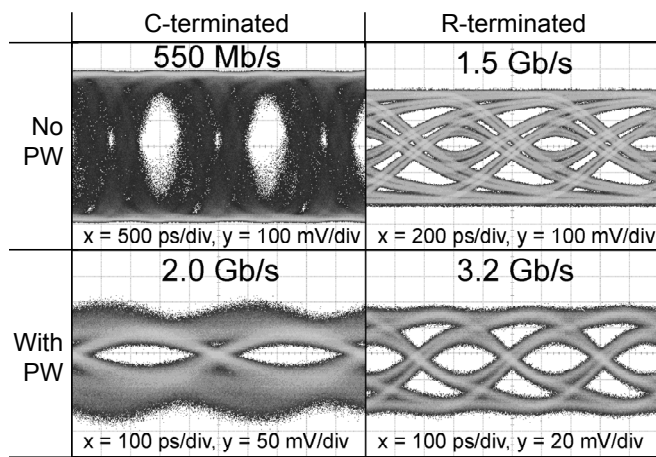 C-terminated R-terminated
550 Mb/s 1.5 Gb/s
No
PW
x = 500 ps/div, y = 100 mV/div x = 200 ps/div, y = 100 mV/div
2.0 Gb/s 3.2 Gb/s
With
PW
x = 100 ps/div, y = 50 mV/div x = 100 ps/div, y = 20 mV/div